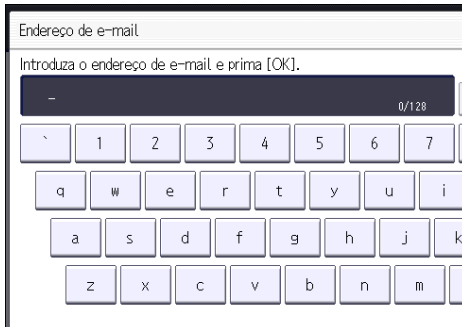 Endereço de e-mail
Introduza o endereço de e-mail e prima [OK].
_ 0/128
` 1 2 3 4 5 6 7
q w e r t y u i
a s d f g h j k
z x c v b n m